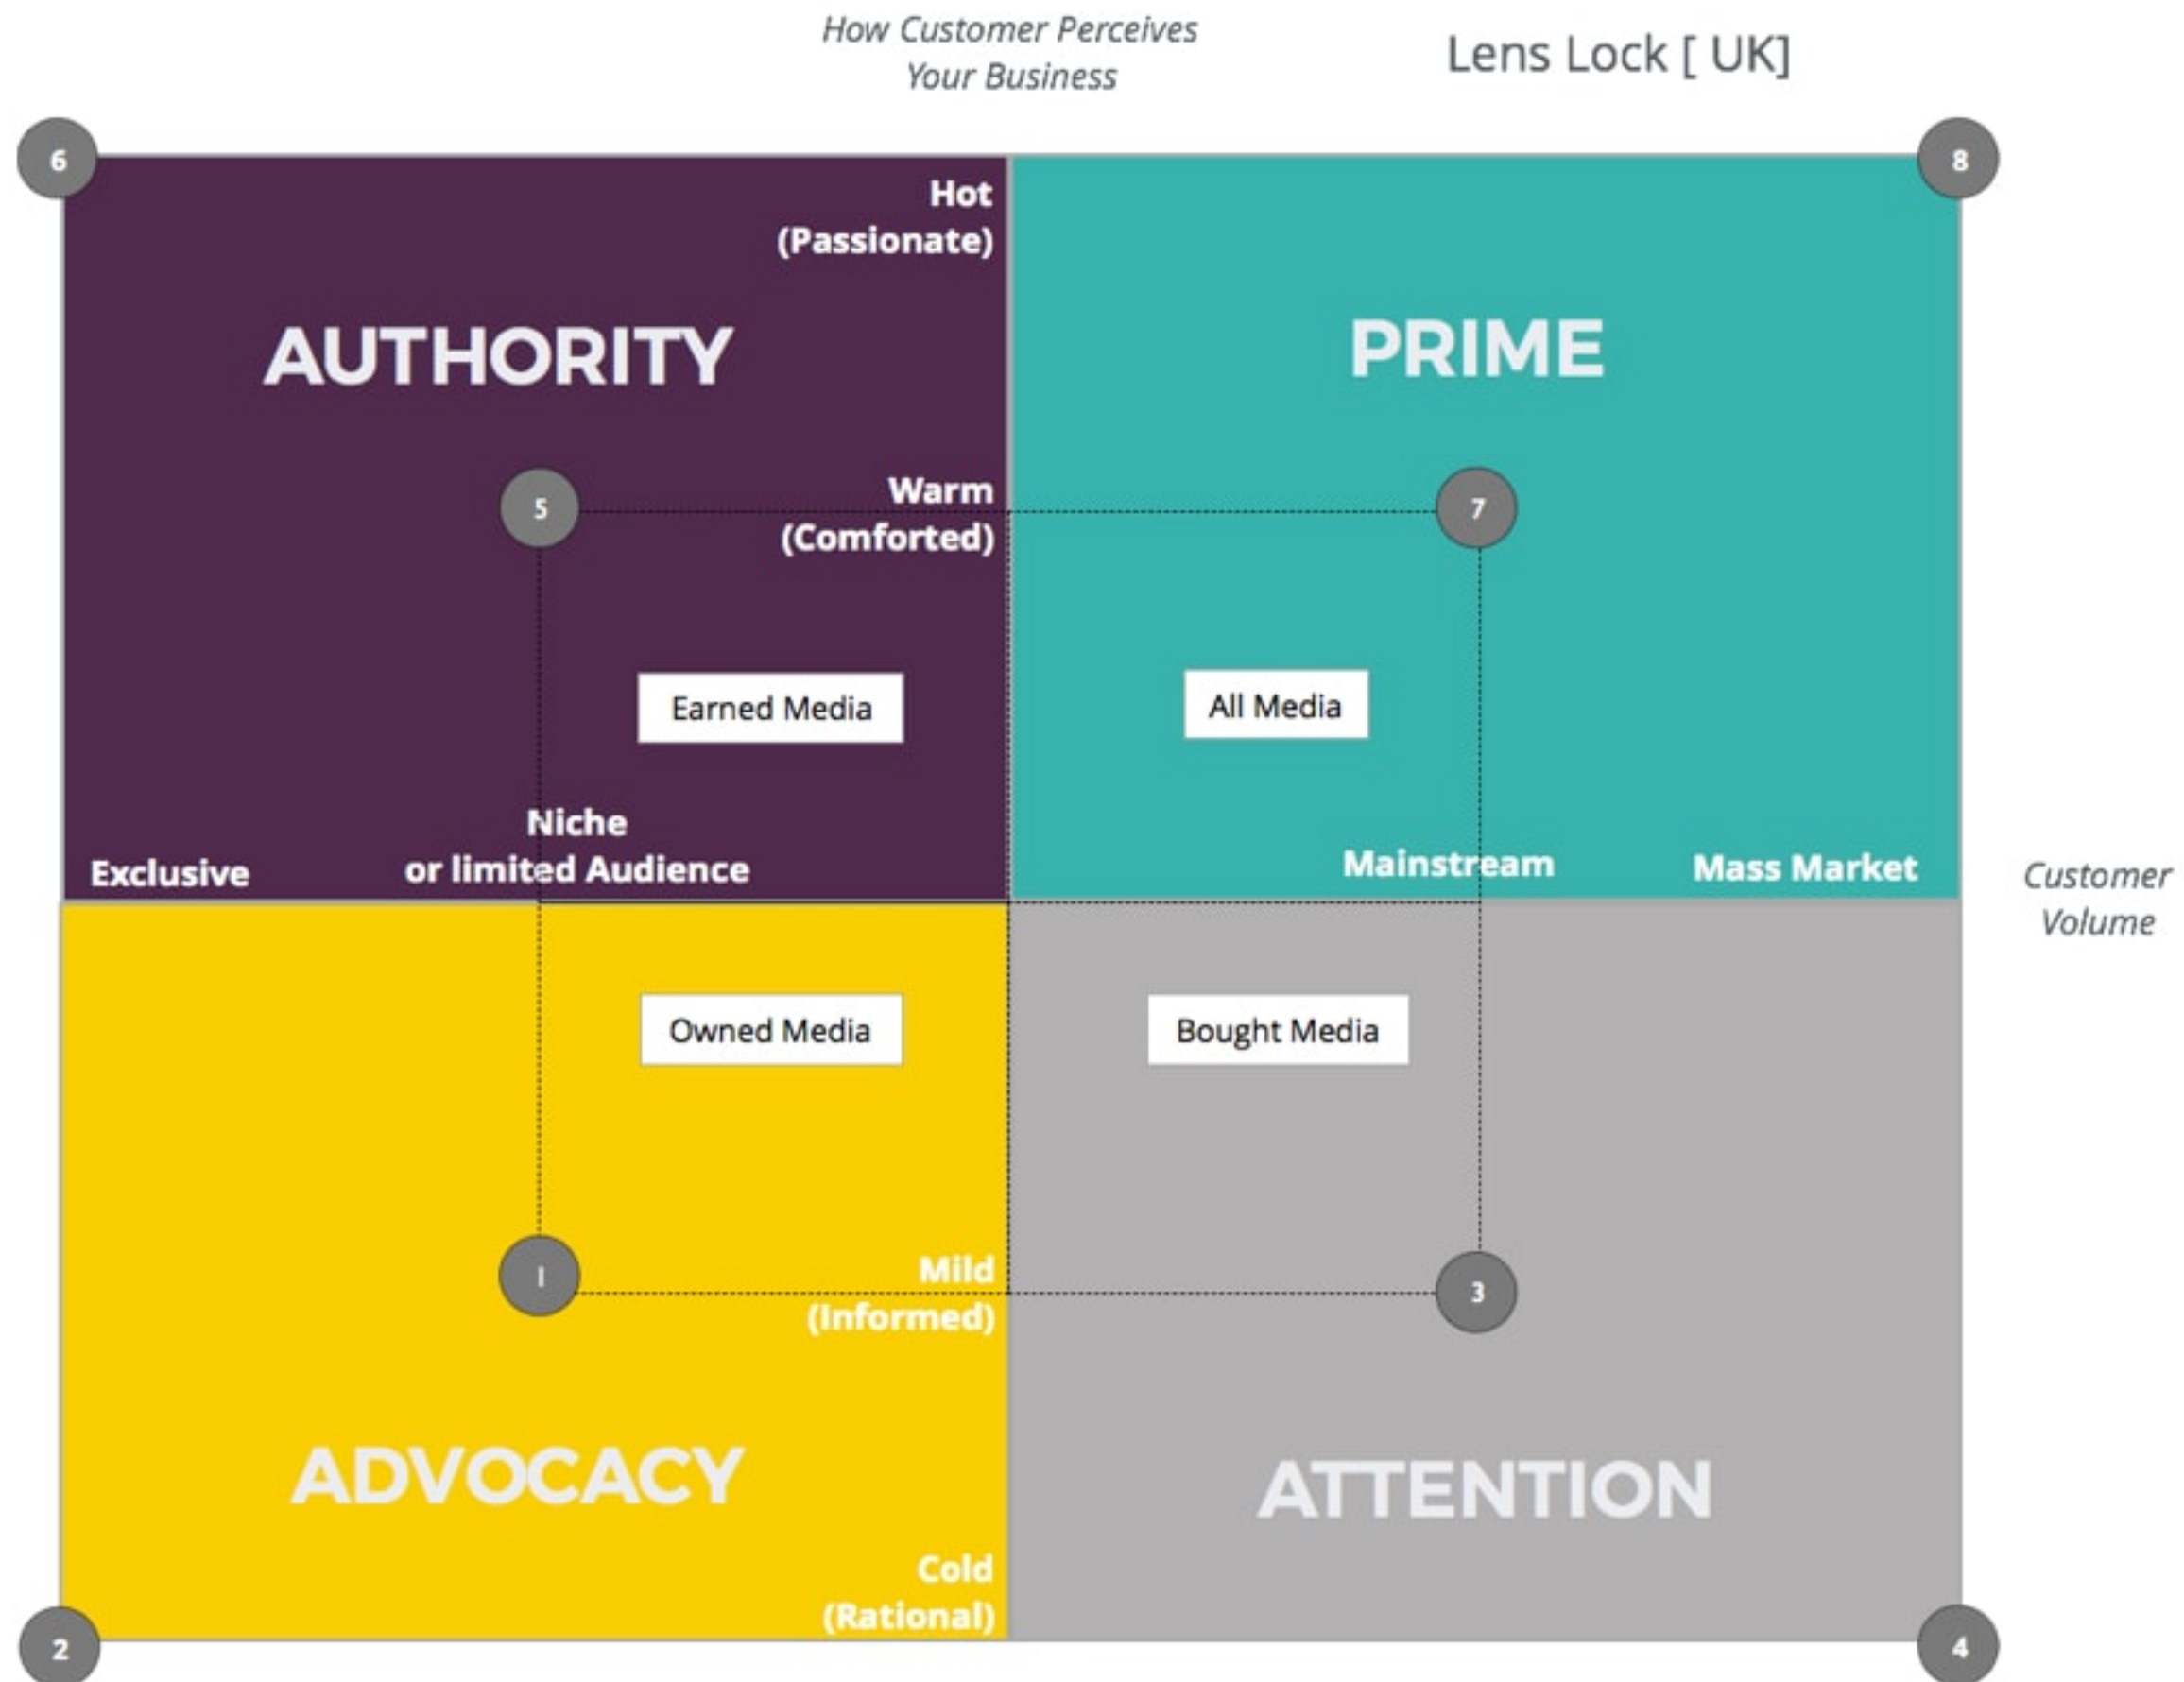 How Customer Perceives
Your Business
Lens Lock [ UK]
6
8
Hot
(Passionate)
AUTHORITY
PRIME
Warm
(Comforted)
5
7
Earned Media
All Media
Niche
or limited Audience
Exclusive
Mainstream
Mass Market
Customer
Volume
Owned Media
Bought Media
1
Mild
(Informed)
3
ADVOCACY
ATTENTION
Cold
(Rational)
2
4